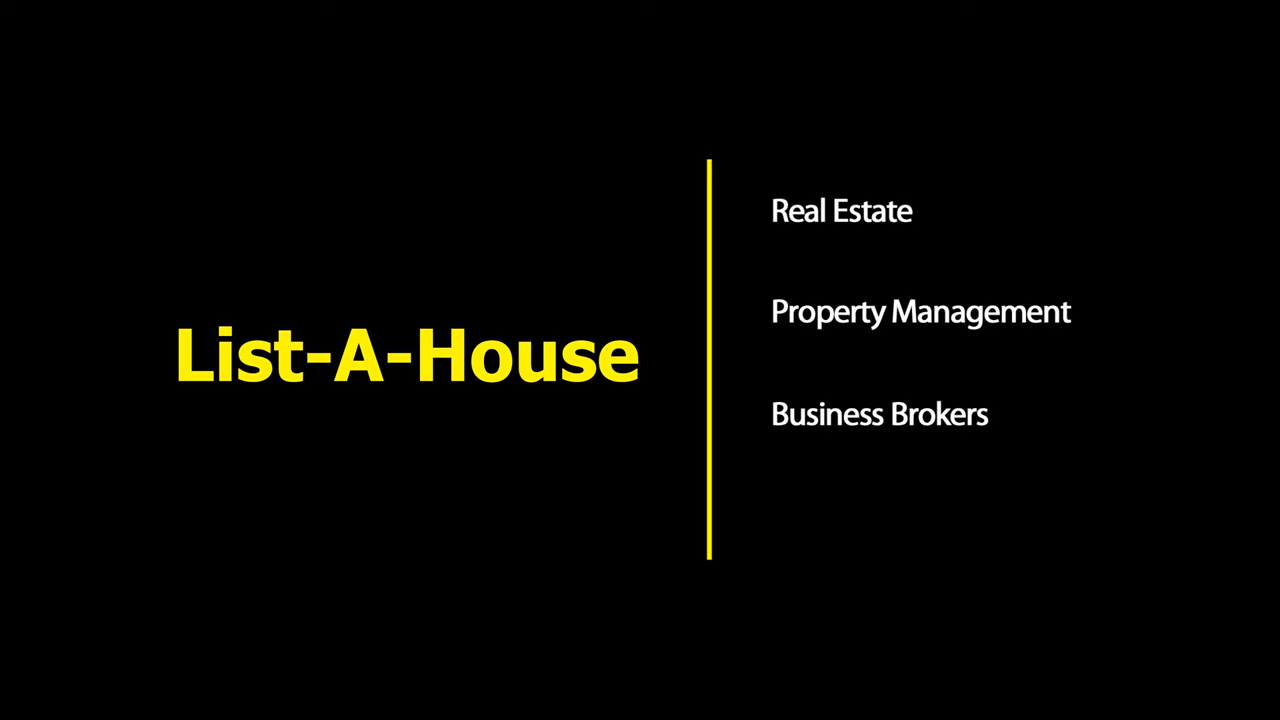 List-A-House
Real Estate
Property Management
Business Brokers